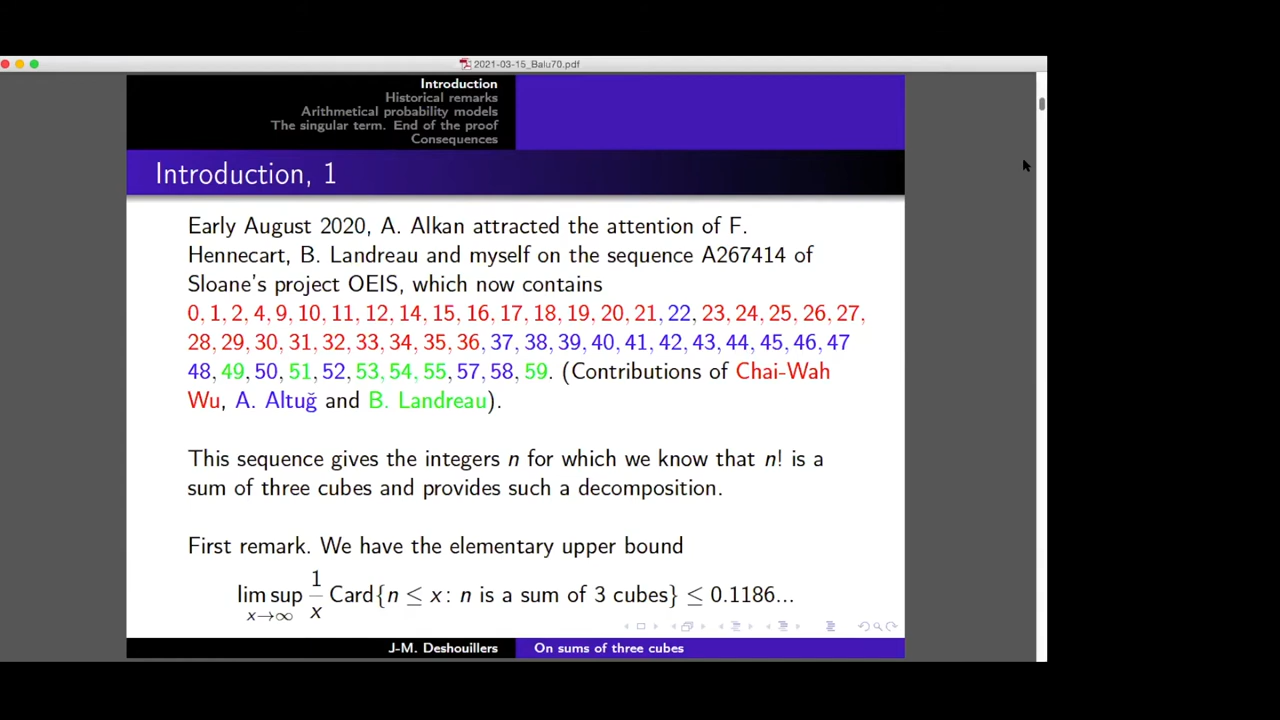 2021-03-15_Balu70.pdf
Introduction
Historical remarks
Arithmetical probability models
The singular term. End of the proof
Consequences
Introduction, 1
Early August 2020, A. Alkan attracted the attention of F.
Hennecart, B. Landreau and myself on the sequence A267414 of
Sloane's project OEIS, which now contains
0, 1, 2, 4, 9, 10, 11, 12, 14, 15, 16, 17, 18, 19, 20, 21, 22, 23, 24, 25, 26, 27,
28, 29, 30, 31, 32, 33, 34, 35, 36, 37, 38, 39, 40, 41, 42, 43, 44, 45, 46, 47
48, 49, 50, 51, 52, 53, 54, 55, 57, 58, 59. (Contributions of Chai-Wah
Wu, A. Altuğ and B. Landreau).
This sequence gives the integers n for which we know that n! is a
sum of three cubes and provides such a decomposition.
First remark. We have the elementary upper bound
lim sup x→∞ 1/x Card{n ≤ x: n is a sum of 3 cubes} ≤ 0.1186...
J-M. Deshouillers On sums of three cubes